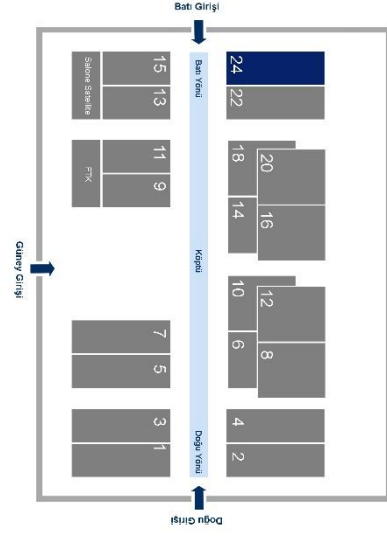 Batı Girişi
15
13
Salone Satellite
Batı Yönü
24
22
11
9
FTK
18
20
14
16
Güney Girişi
Köptü
10
12
6
8
7
5
3
1
Doğu Yönü
4
2
Doğu Girişi